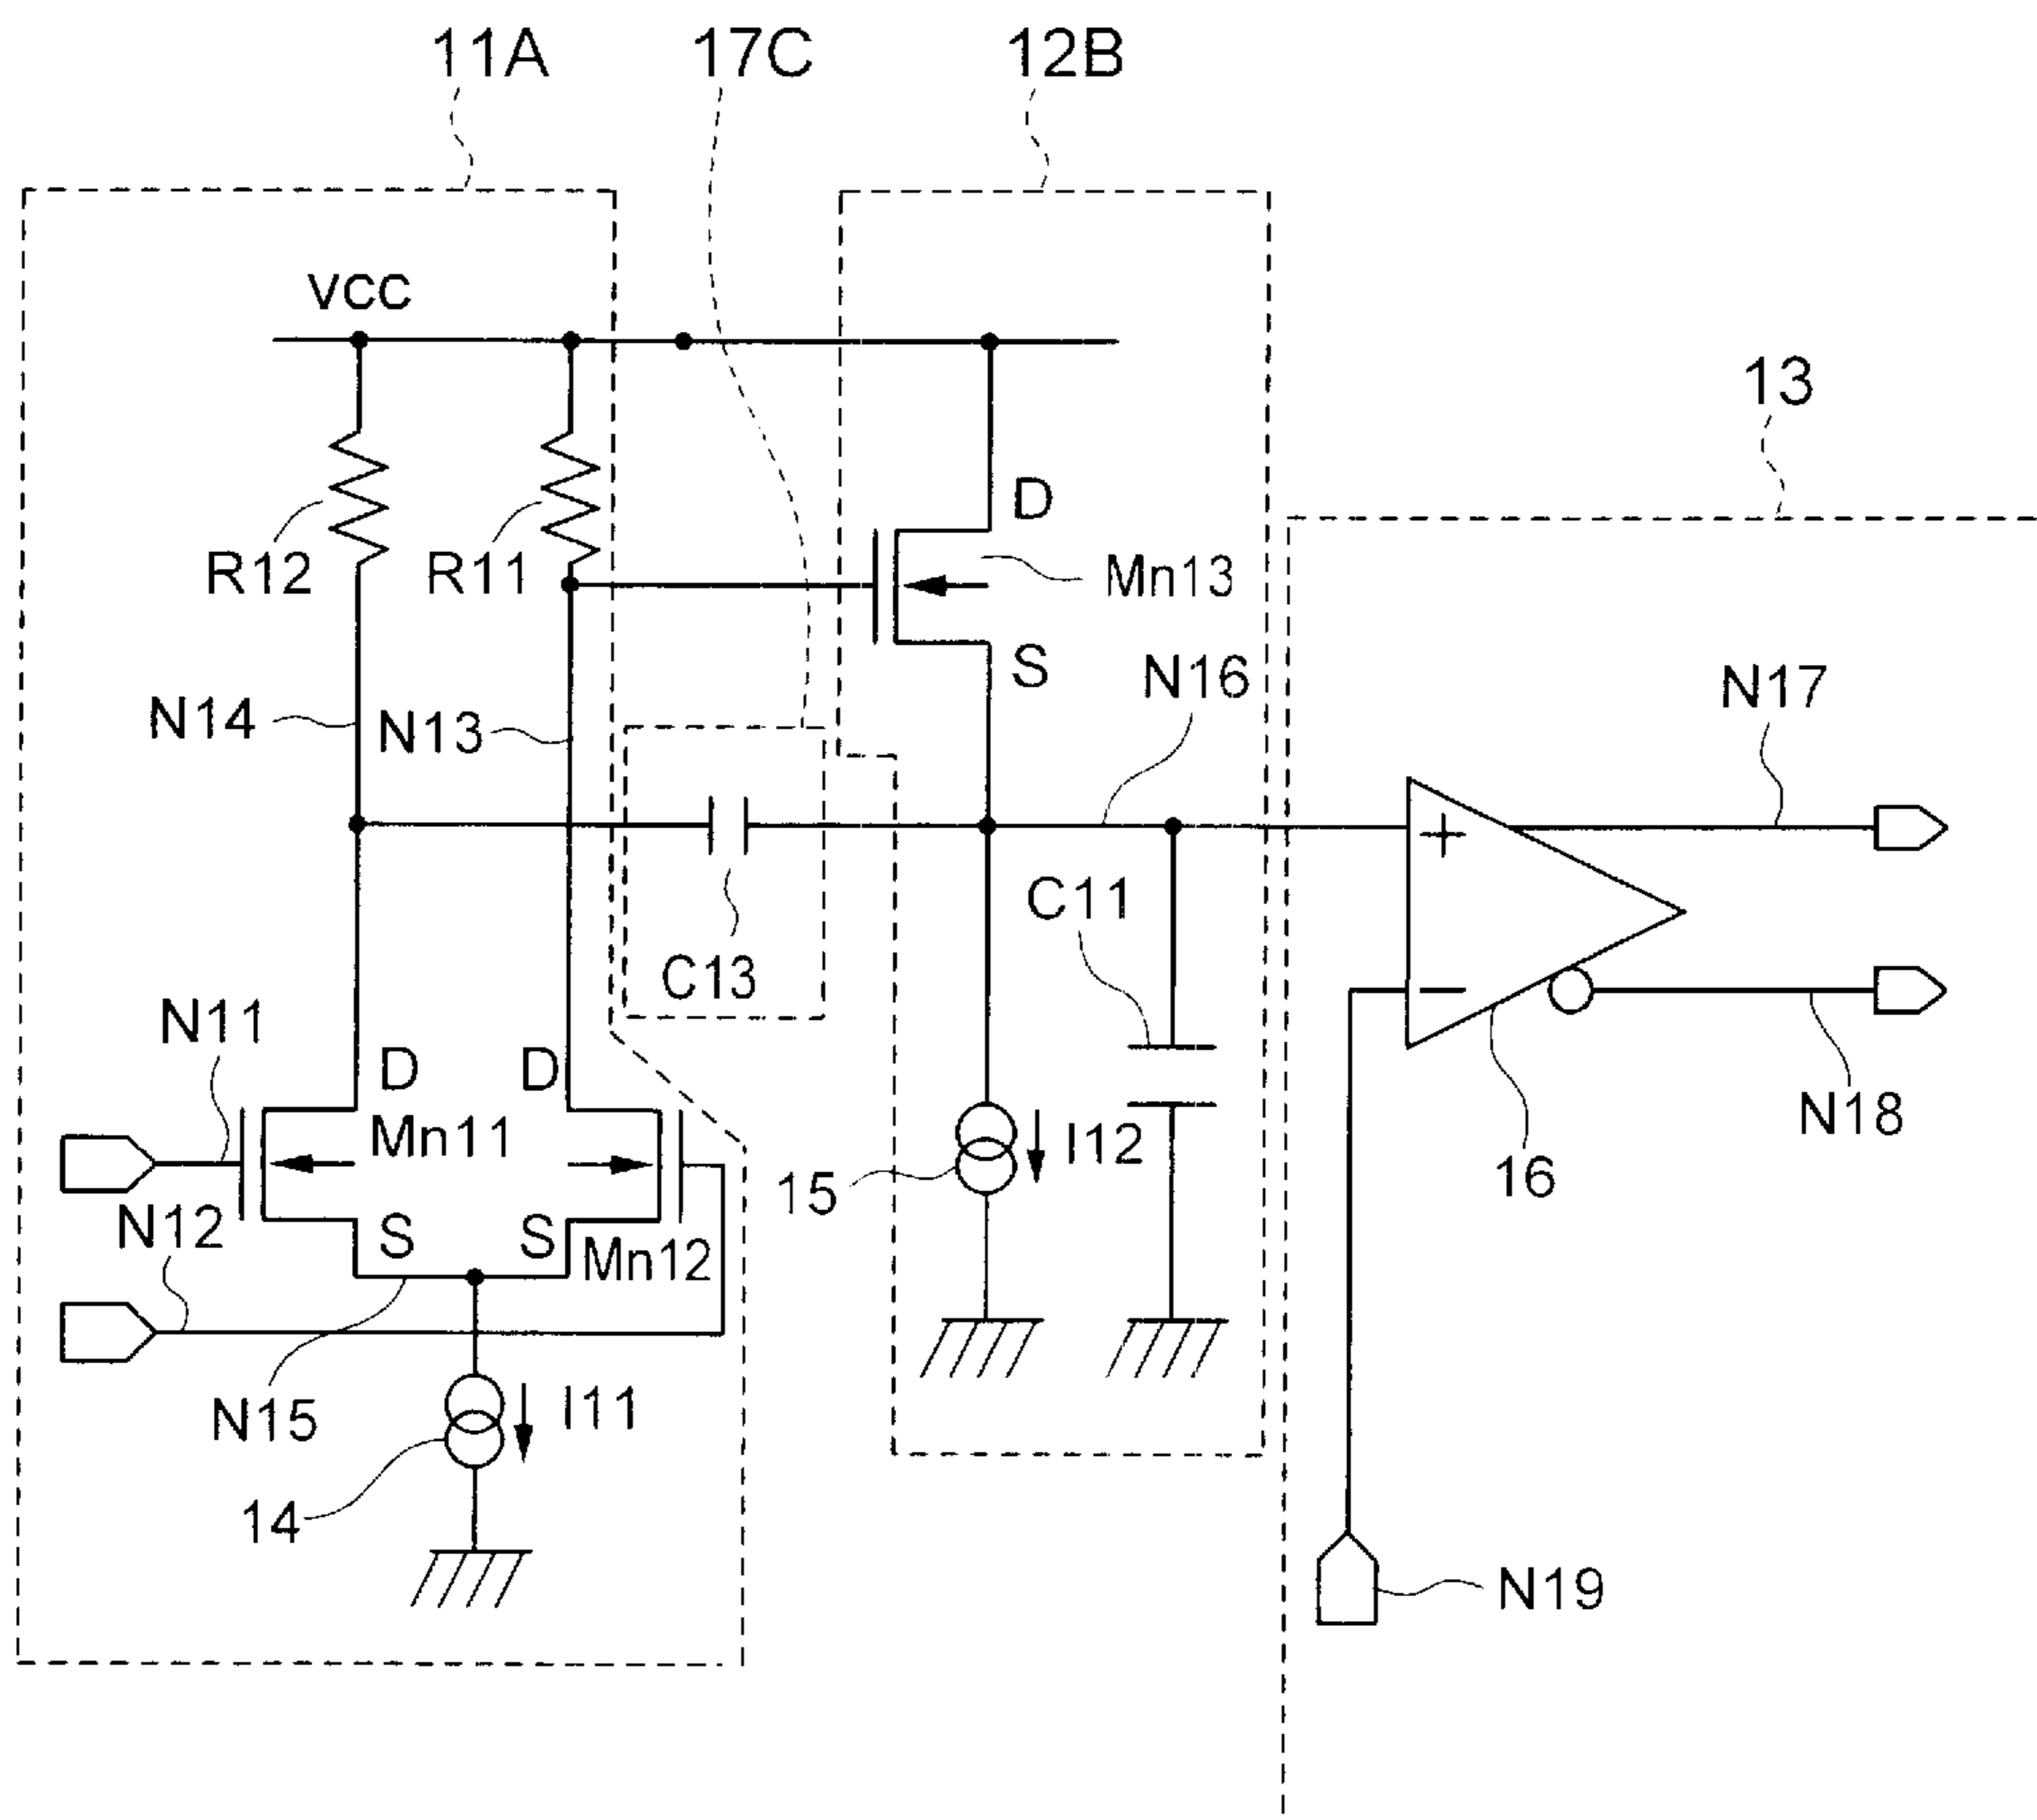 11A 17C 12B
VCC
13
D
R12 R11 Mn13
S
N14 N13 N16 N17
+
C11
C13
−
N11
D D
Mn11
N18
I12
15 16
N12
S S
Mn12
N15 I11
14
N19